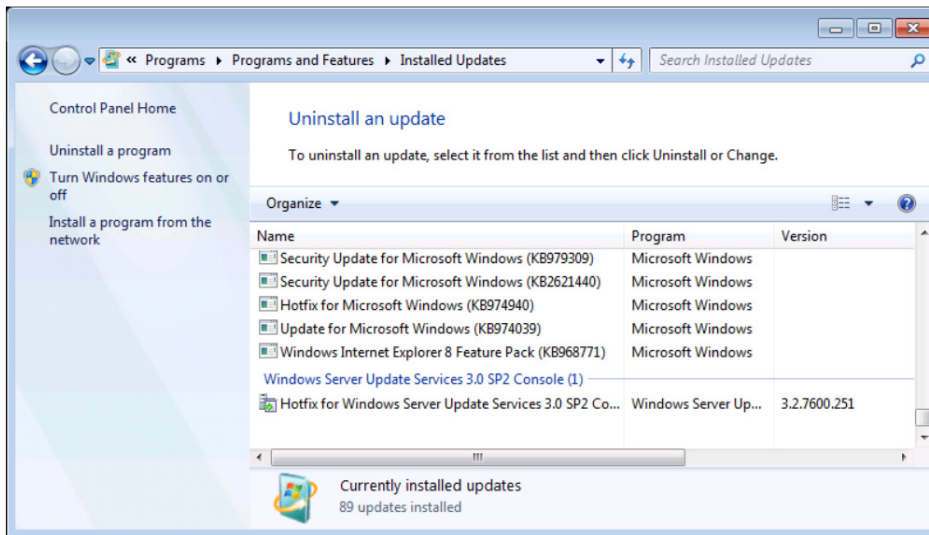 « Programs ▸ Programs and Features ▸ Installed Updates
Search Installed Updates
Control Panel Home
Uninstall a program
Turn Windows features on or
off
Install a program from the
network
Uninstall an update
To uninstall an update, select it from the list and then click Uninstall or Change.
Organize
Name Program Version
Security Update for Microsoft Windows (KB979309) Microsoft Windows
Security Update for Microsoft Windows (KB2621440) Microsoft Windows
Hotfix for Microsoft Windows (KB974940) Microsoft Windows
Update for Microsoft Windows (KB974039) Microsoft Windows
Windows Internet Explorer 8 Feature Pack (KB968771) Microsoft Windows
Windows Server Update Services 3.0 SP2 Console (1)
Hotfix for Windows Server Update Services 3.0 SP2 Co... Windows Server Up... 3.2.7600.251
Currently installed updates
89 updates installed